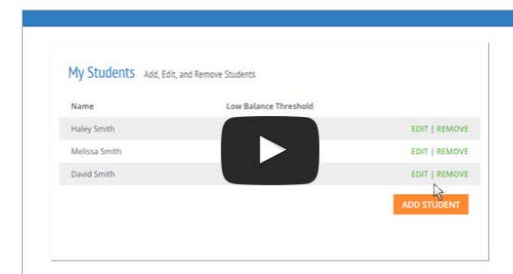 My Students Add, Edit, and Remove Students
Name Low Balance Threshold
Haley Smith EDIT | REMOVE
Melissa Smith EDIT | REMOVE
David Smith EDIT | REMOVE
ADD STUDENT